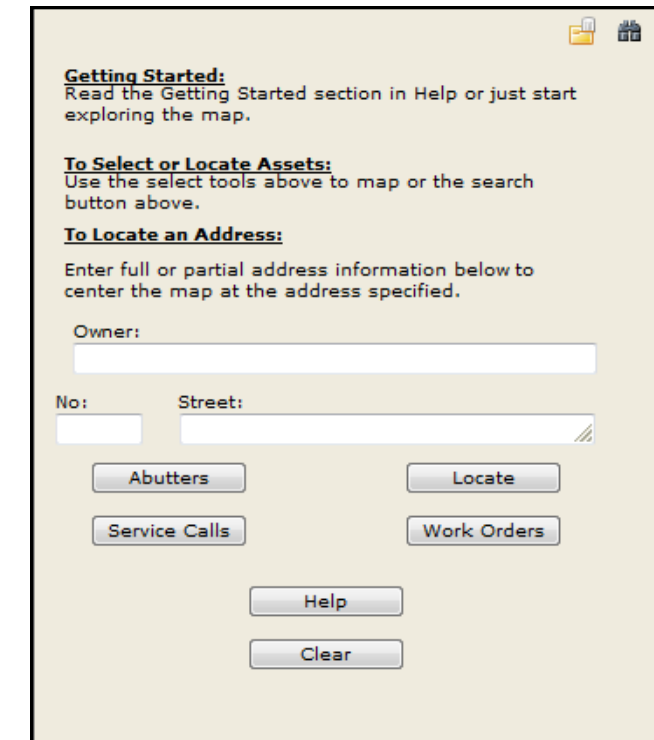 Getting Started:
Read the Getting Started section in Help or just start
exploring the map.
To Select or Locate Assets:
Use the select tools above to map or the search
button above.
To Locate an Address:
Enter full or partial address information below to
center the map at the address specified.
Owner:
No: Street:
Abutters Locate
Service Calls Work Orders
Help
Clear